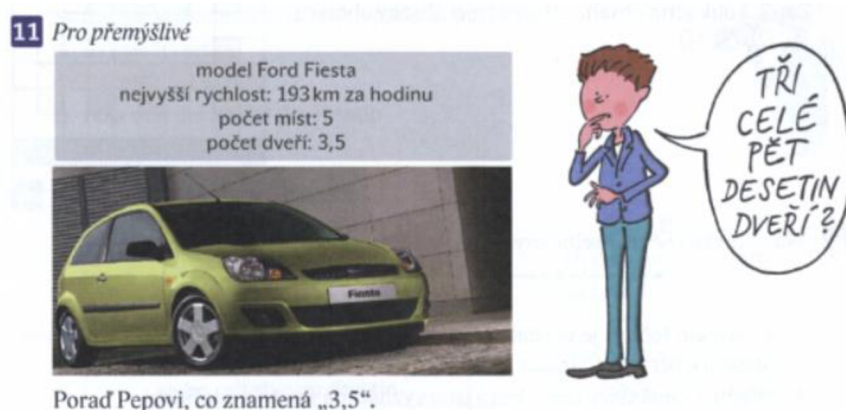 11 Pro přemýšlivé
model Ford Fiesta
nejvyšší rychlost: 193 km za hodinu
počet míst: 5
počet dveří: 3,5
Fiesta
TŘI
CELÉ
PĚT
DESETIN
DVEŘÍ?
Poraď Pepovi, co znamená „3,5“.